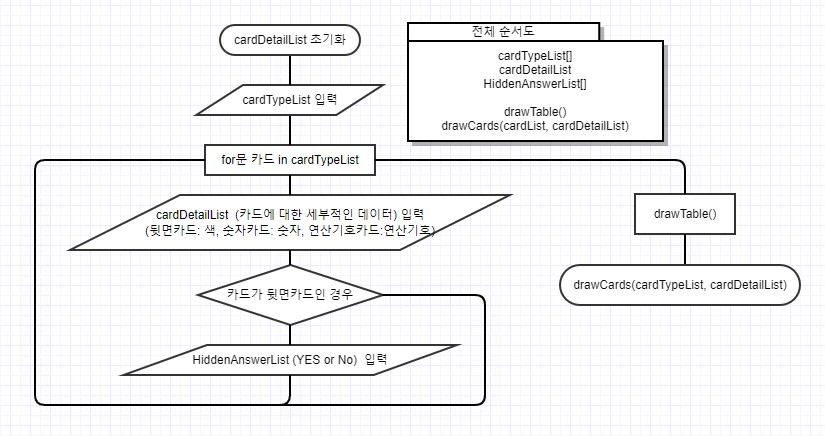 cardDetailList 초기화
cardTypeList 입력
for문 카드 in cardTypeList
cardDetailList (카드에 대한 세부적인 데이터) 입력
(뒷면카드: 색, 숫자카드: 숫자, 연산기호카드:연산기호)
카드가 뒷면카드인 경우
HiddenAnswerList (YES or No) 입력
전체 순서도
cardTypeList[]
cardDetailList
HiddenAnswerList[]
drawTable()
drawCards(cardList, cardDetailList)
drawTable()
drawCards(cardTypeList, cardDetailList)